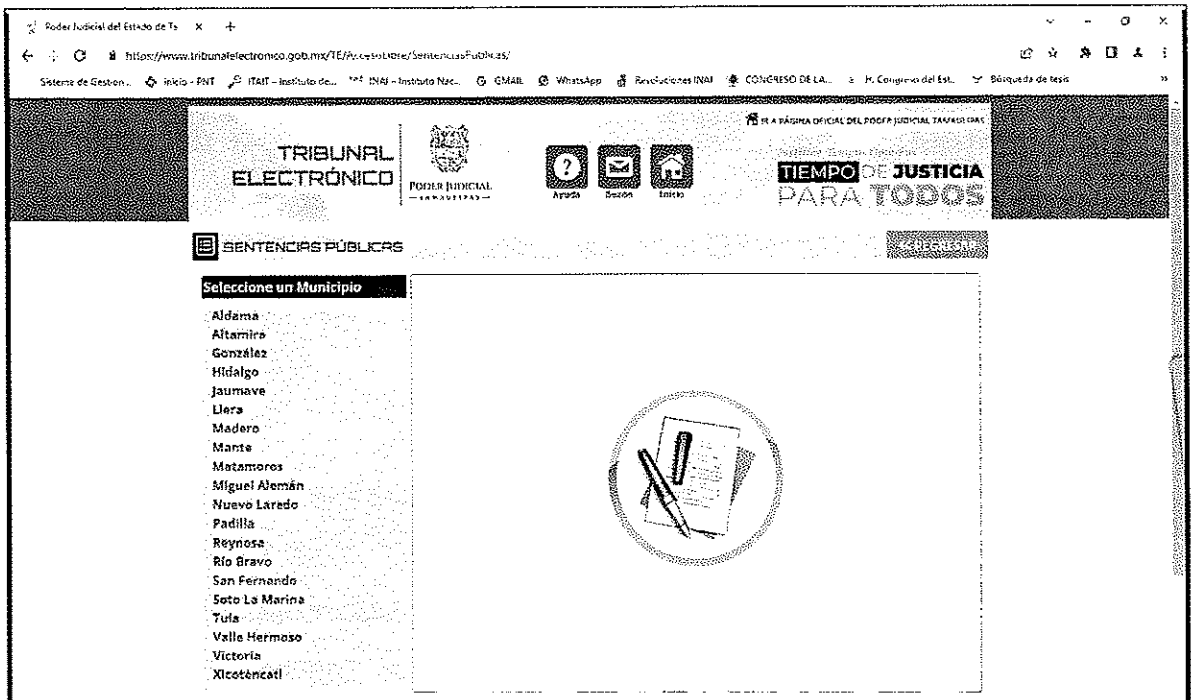 Poder Judicial del Estado de Ta
https://www.tribunalelectronico.gob.mx/TE/AccesoLibre/SentenciasPublicas/
Sistema de Gestion... inicio - PNT ITAIT - Instituto de... INAI - Instituto Nac... GMAIL WhatsApp Resoluciones INAI CONGRESO DE LA... H. Congreso del Est... Búsqueda de tesis
IR A PÁGINA OFICIAL DEL PODER JUDICIAL TAMAULIPAS
TRIBUNAL
ELECTRÓNICO
PODER JUDICIAL
TAMAULIPAS
Ayuda Buzón Inicio
TIEMPO DE JUSTICIA
PARA TODOS
SENTENCIAS PÚBLICAS
<< REGRESAR
Seleccione un Municipio
Aldama
Altamira
González
Hidalgo
Jaumave
Llera
Madero
Mante
Matamoros
Miguel Alemán
Nuevo Laredo
Padilla
Reynosa
Río Bravo
San Fernando
Soto La Marina
Tula
Valle Hermoso
Victoria
Xicoténcatl